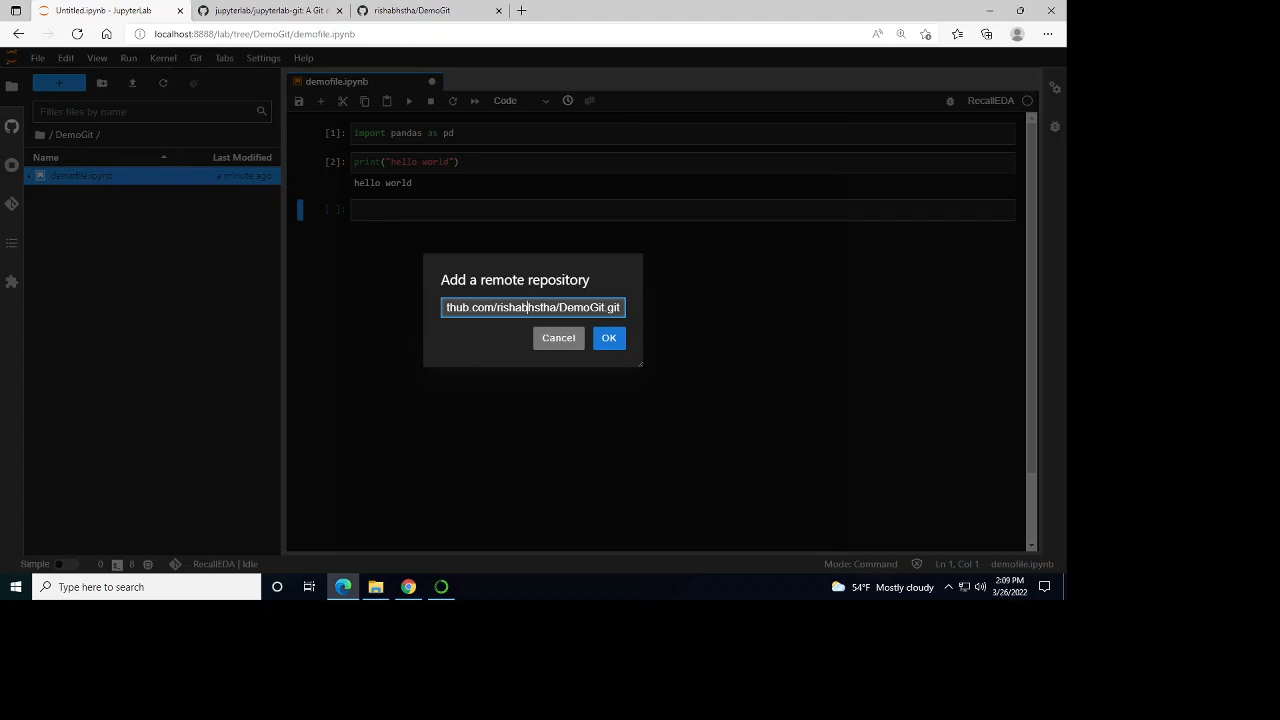 Untitled.ipynb - JupyterLab
jupyterlab/jupyterlab-git: A Git e
rishabhstha/DemoGit
localhost:8888/lab/tree/DemoGit/demofile.ipynb
File Edit View Run Kernel Git Tabs Settings Help
demofile.ipynb
Code
RecallEDA
Filter files by name
/ DemoGit /
Name
Last Modified
demofile.ipynb
a minute ago
[1]: import pandas as pd
[2]: print("hello world")
hello world
[ ]:
Add a remote repository
thub.com/rishabhstha/DemoGit.git
Cancel
OK
Simple
0
8
RecallEDA | Idle
Mode: Command
Ln 1, Col 1
demofile.ipynb
Type here to search
54°F Mostly cloudy
2:09 PM
3/26/2022